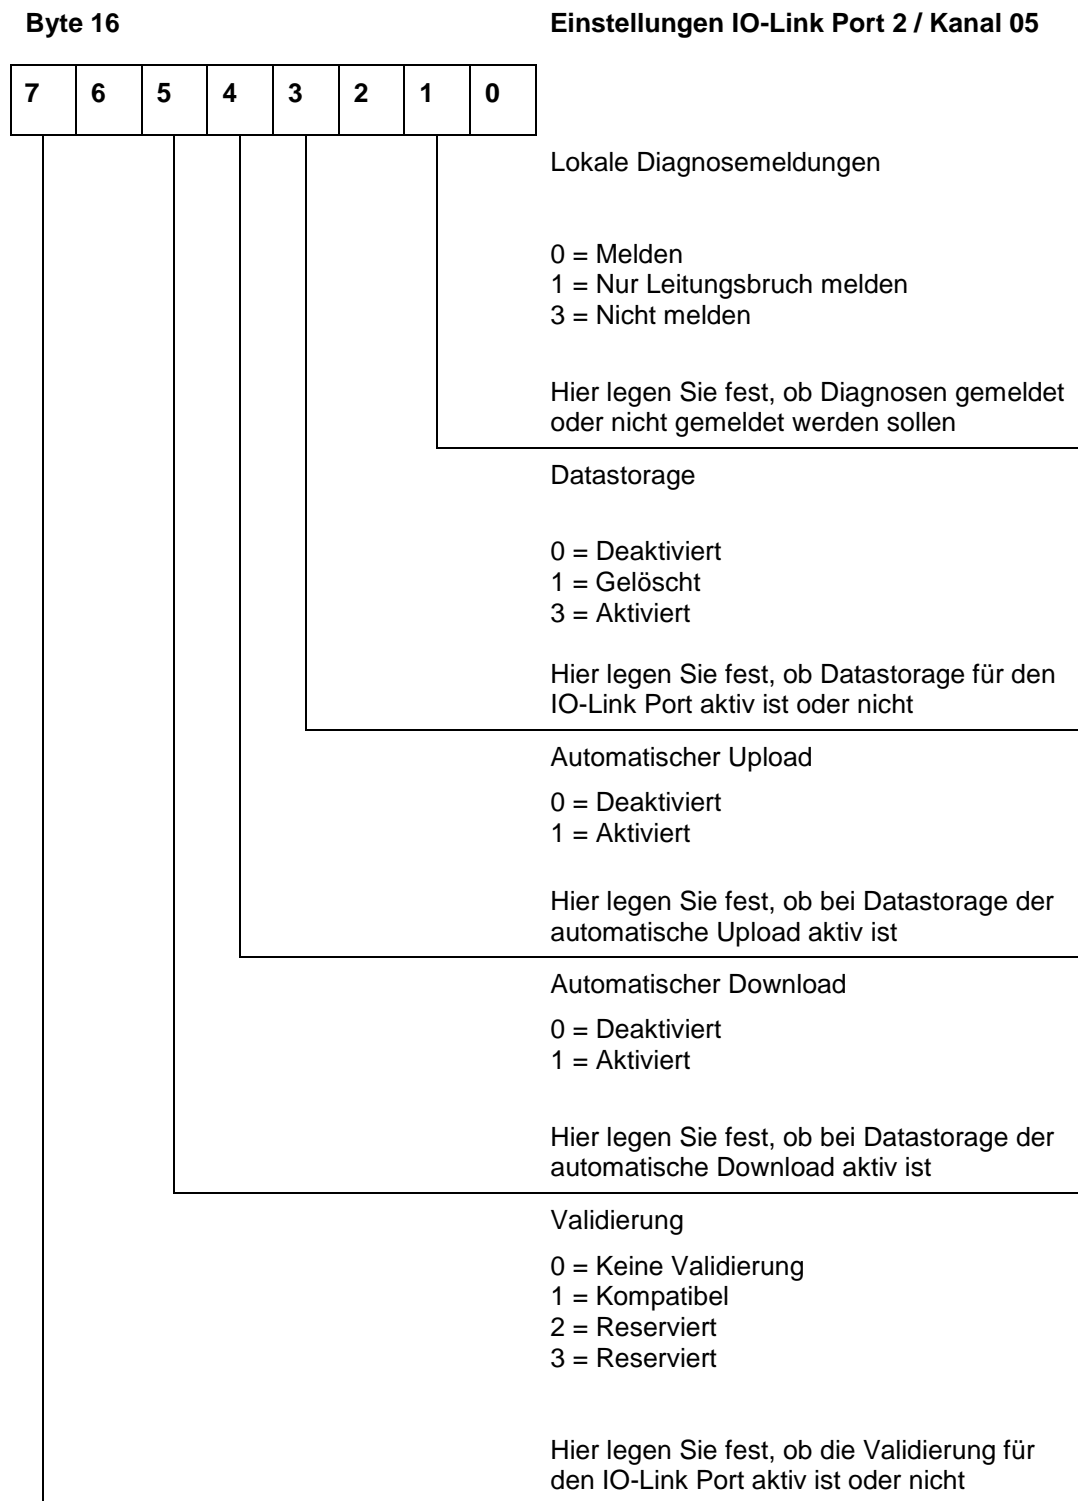 Byte 16
Einstellungen IO-Link Port 2 / Kanal 05
7 6 5 4 3 2 1 0
Lokale Diagnosemeldungen
0 = Melden
1 = Nur Leitungsbruch melden
3 = Nicht melden
Hier legen Sie fest, ob Diagnosen gemeldet
oder nicht gemeldet werden sollen
Datastorage
0 = Deaktiviert
1 = Gelöscht
3 = Aktiviert
Hier legen Sie fest, ob Datastorage für den
IO-Link Port aktiv ist oder nicht
Automatischer Upload
0 = Deaktiviert
1 = Aktiviert
Hier legen Sie fest, ob bei Datastorage der
automatische Upload aktiv ist
Automatischer Download
0 = Deaktiviert
1 = Aktiviert
Hier legen Sie fest, ob bei Datastorage der
automatische Download aktiv ist
Validierung
0 = Keine Validierung
1 = Kompatibel
2 = Reserviert
3 = Reserviert
Hier legen Sie fest, ob die Validierung für
den IO-Link Port aktiv ist oder nicht